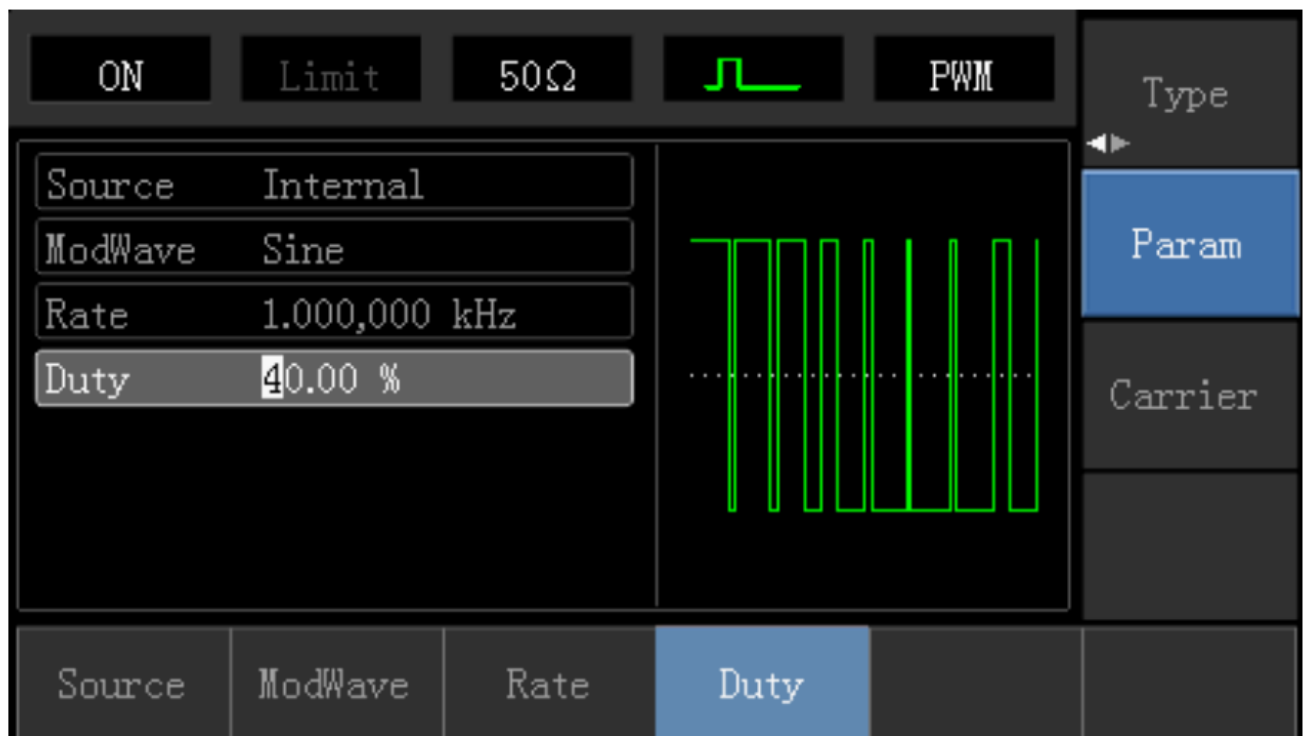 ON Limit 50Ω PWM
Type
Source Internal
ModWave Sine
Rate 1.000,000 kHz
Duty 40.00 %
Param
Carrier
Source ModWave Rate Duty